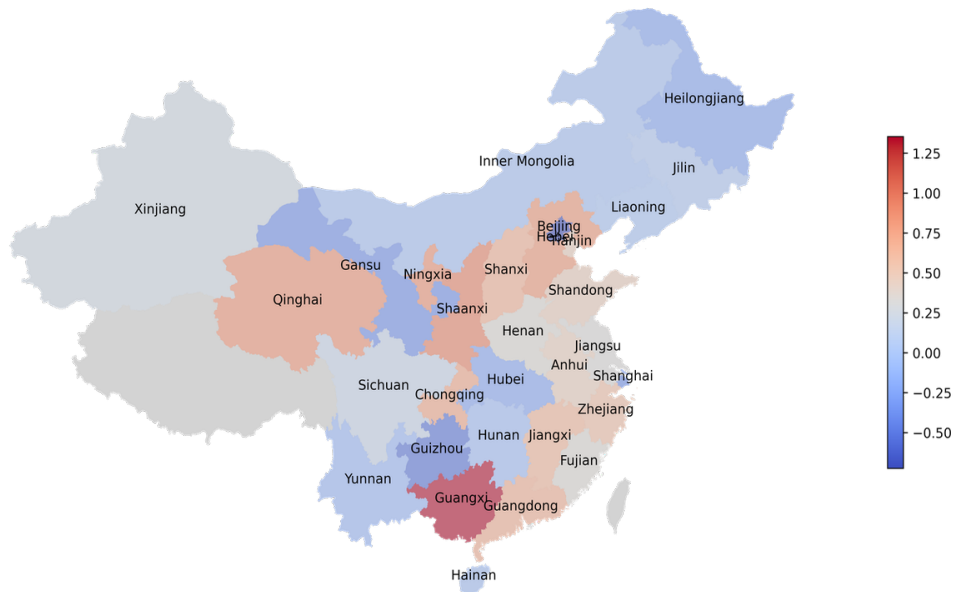 Heilongjiang
Inner Mongolia
Jilin
Xinjiang
Liaoning
Beijing
Hebei
Tianjin
Gansu
Ningxia
Shanxi
Qinghai
Shandong
Shaanxi
Henan
Jiangsu
Anhui
Shanghai
Hubei
Sichuan
Chongqing
Zhejiang
Hunan
Jiangxi
Guizhou
Fujian
Yunnan
Guangxi
Guangdong
Hainan
1.25
1.00
0.75
0.50
0.25
0.00
−0.25
−0.50